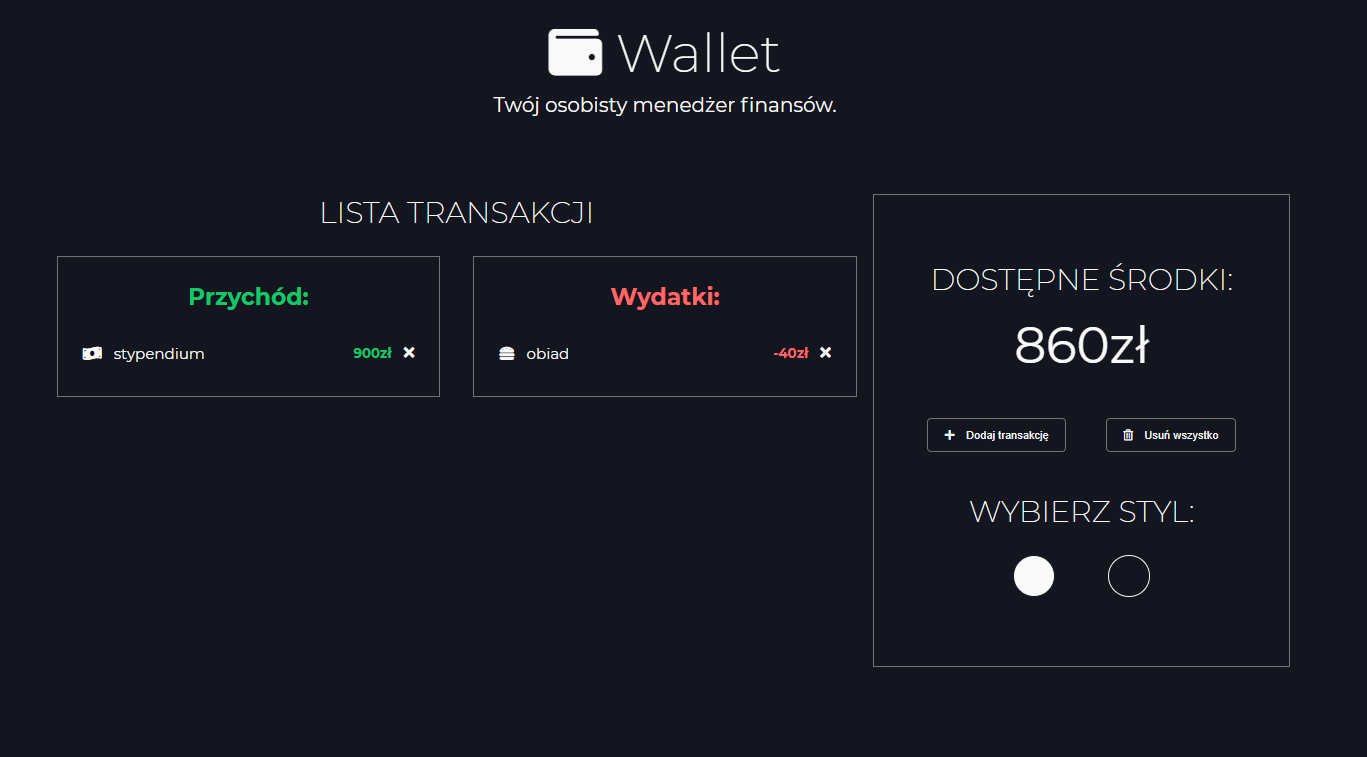 Wallet
Twój osobisty menedżer finansów.
LISTA TRANSAKCJI
Przychód:
stypendium 900zł
Wydatki:
obiad -40zł
DOSTĘPNE ŚRODKI:
860zł
Dodaj transakcję
Usuń wszystko
WYBIERZ STYL: